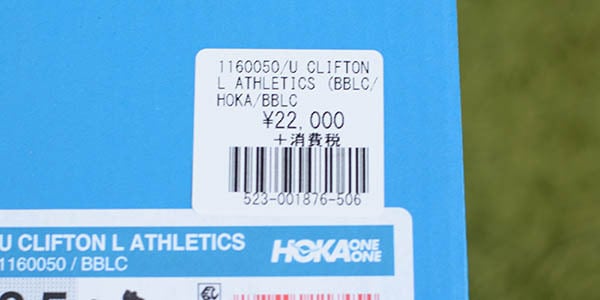 1160050/U CLIFTON
L ATHLETICS (BBLC/
HOKA/BBLC
¥22,000
+消費税
523-001876-506
U CLIFTON L ATHLETICS
1160050 / BBLC
HOKA ONE ONE